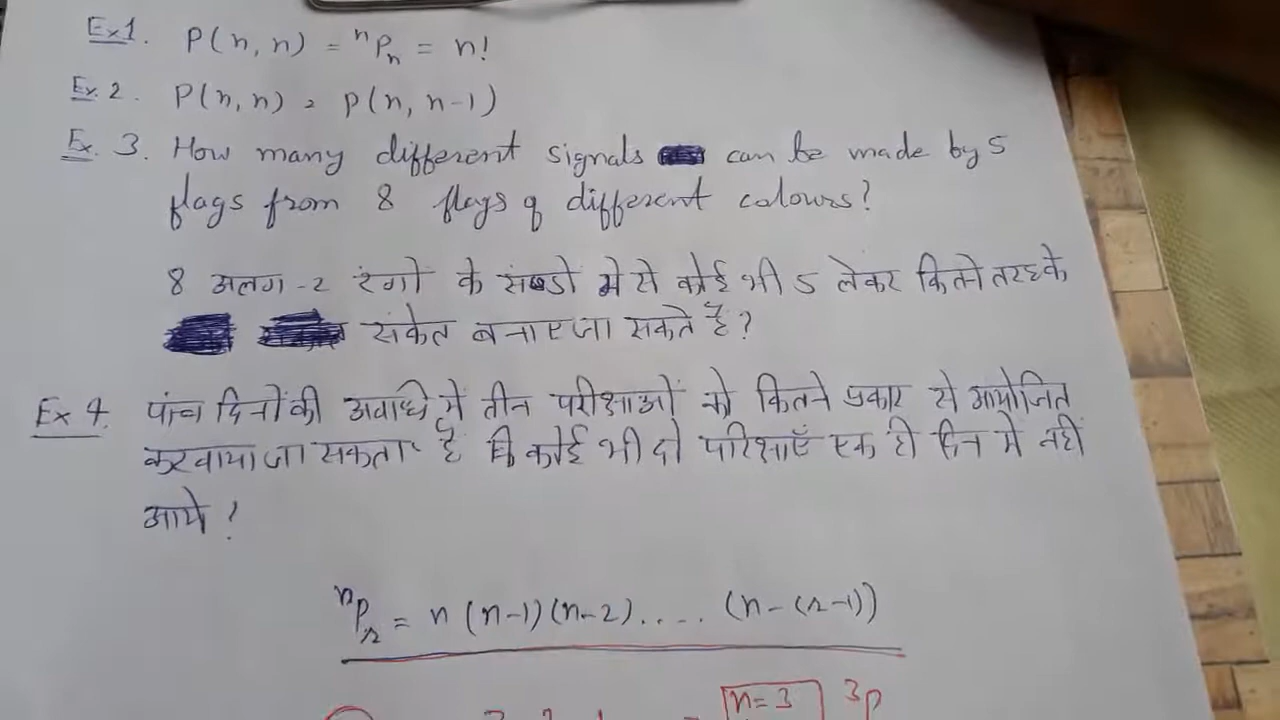 Ex1. P(n, n) = ⁿPₙ = n!
Ex. 2. P(n, n) = P(n, n-1)
Ex. 3. How many different signals can be made by 5
flags from 8 flags of different colours?
8 अलग-2 रंगो के झंडो मे से कोई भी 5 लेकर कितने तरह के
संकेत बनाए जा सकते हैं?
Ex 4. पांच दिनों की अवधि में तीन परीक्षाओं को कितने प्रकार से आयोजित
करवाया जा सकता है कि कोई भी दो परिक्षाएँ एक ही दिन मे नहीं
आये?
ⁿPᵣ = n (n-1)(n-2)..... (n-(r-1))
n=3 ³P